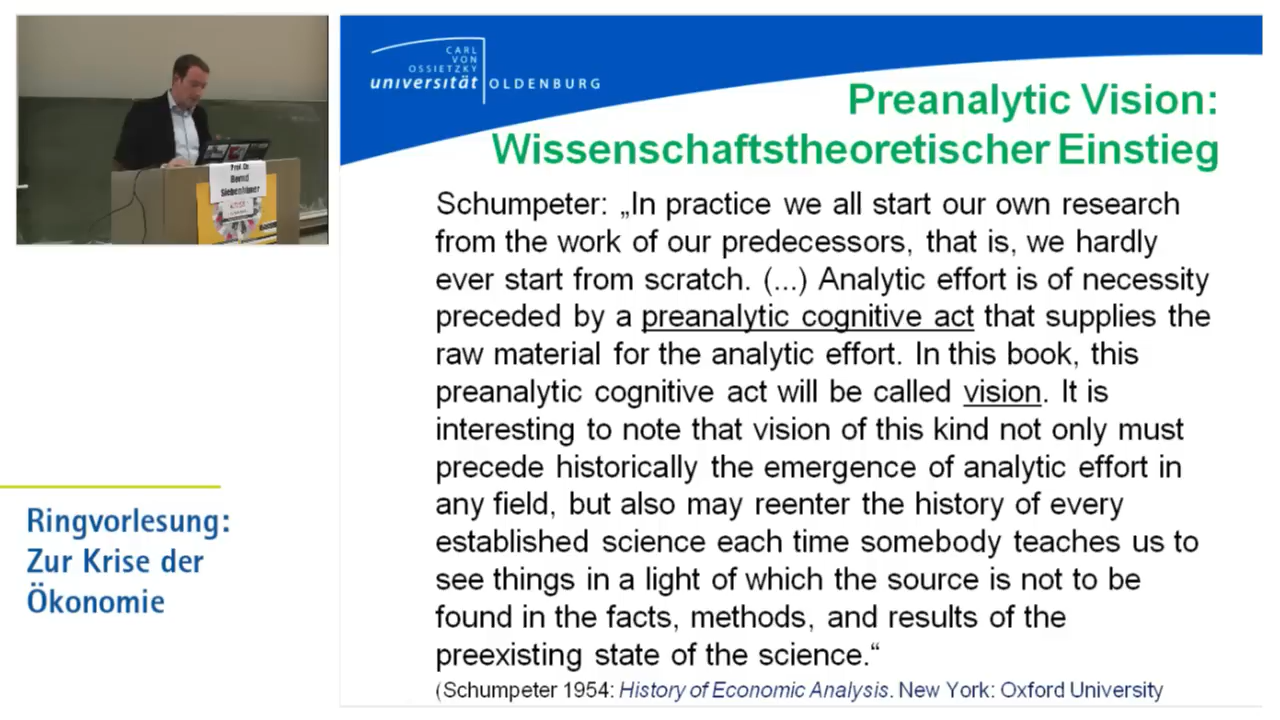 Prof. Dr.
Bernd
Siebenhüner
CARL
VON
OSSIETZKY
universität OLDENBURG
Preanalytic Vision:
Wissenschaftstheoretischer Einstieg
Schumpeter: „In practice we all start our own research
from the work of our predecessors, that is, we hardly
ever start from scratch. (...) Analytic effort is of necessity
preceded by a preanalytic cognitive act that supplies the
raw material for the analytic effort. In this book, this
preanalytic cognitive act will be called vision. It is
interesting to note that vision of this kind not only must
precede historically the emergence of analytic effort in
any field, but also may reenter the history of every
established science each time somebody teaches us to
see things in a light of which the source is not to be
found in the facts, methods, and results of the
preexisting state of the science.“
(Schumpeter 1954: History of Economic Analysis. New York: Oxford University
Ringvorlesung:
Zur Krise der
Ökonomie